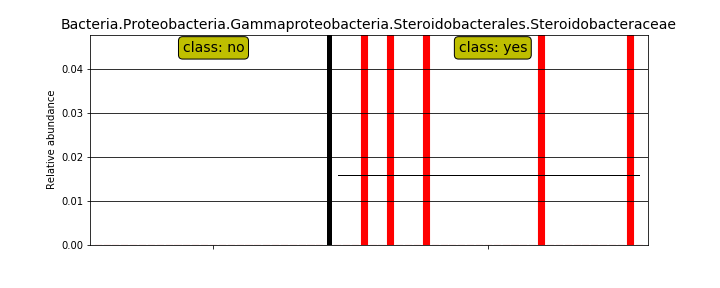 Bacteria.Proteobacteria.Gammaproteobacteria.Steroidobacterales.Steroidobacteraceae
class: no
class: yes
Relative abundance
0.04
0.03
0.02
0.01
0.00